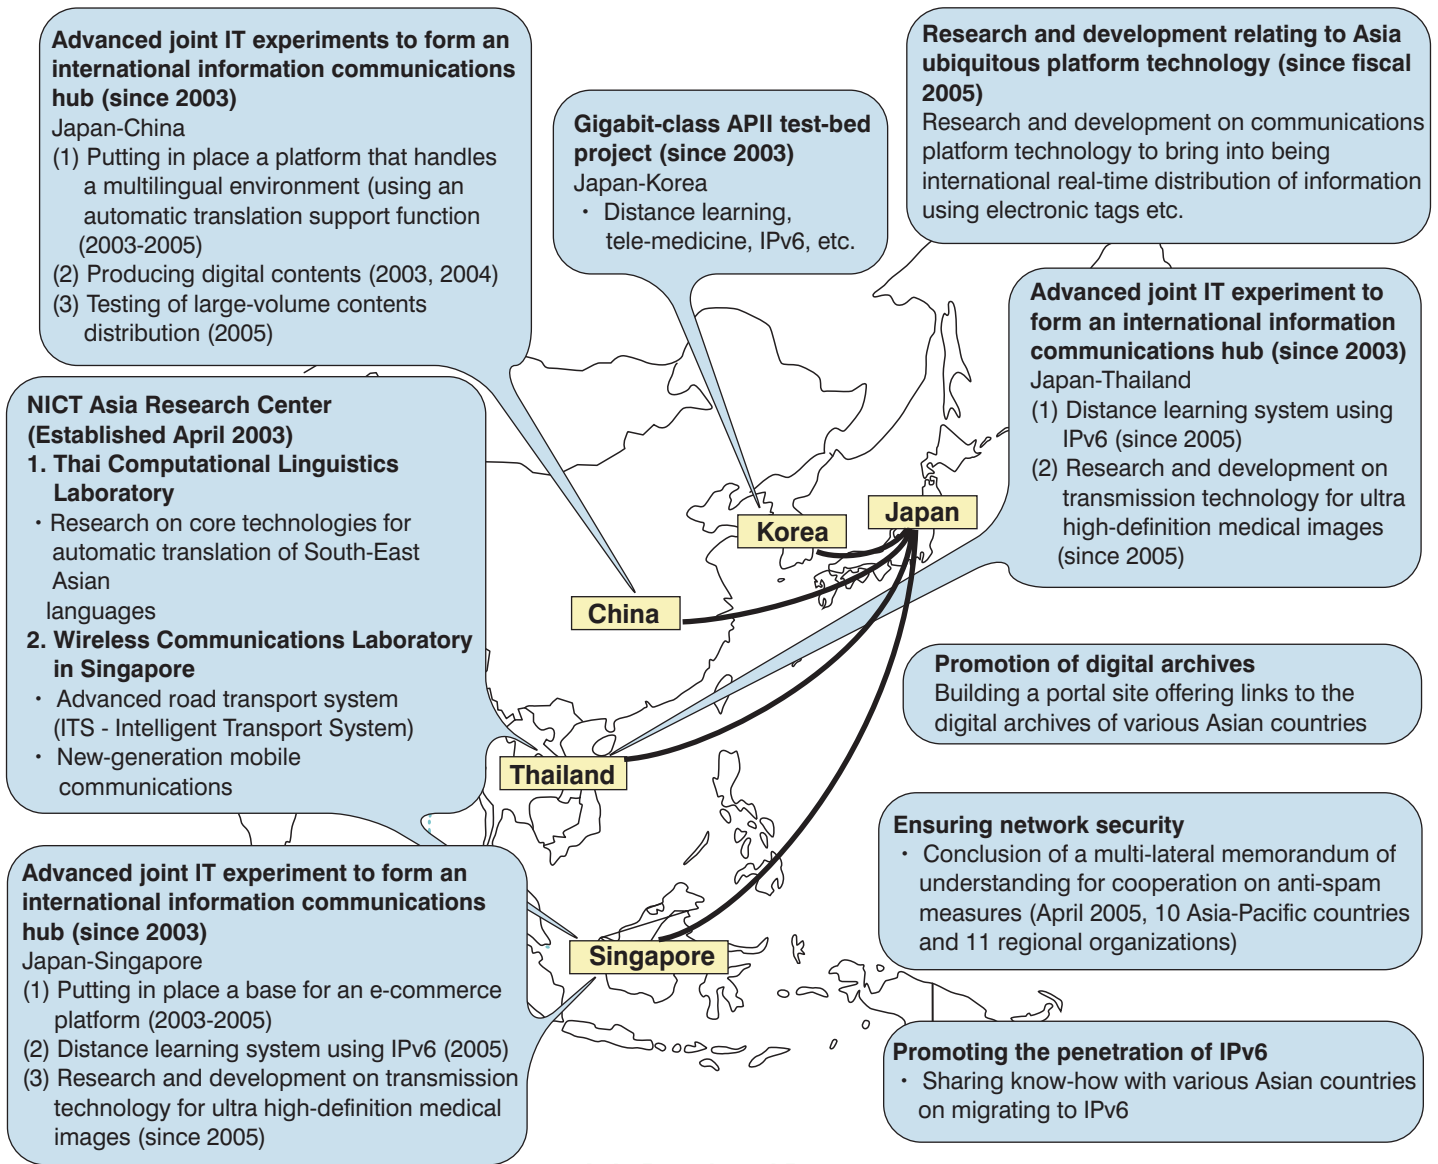 Advanced joint IT experiments to form an
international information communications
hub (since 2003)
Japan-China
(1) Putting in place a platform that handles
a multilingual environment (using an
automatic translation support function
(2003-2005)
(2) Producing digital contents (2003, 2004)
(3) Testing of large-volume contents
distribution (2005)
Gigabit-class APII test-bed
project (since 2003)
Japan-Korea
・ Distance learning,
tele-medicine, IPv6, etc.
Research and development relating to Asia
ubiquitous platform technology (since fiscal
2005)
Research and development on communications
platform technology to bring into being
international real-time distribution of information
using electronic tags etc.
Advanced joint IT experiment to
form an international information
communications hub (since 2003)
Japan-Thailand
(1) Distance learning system using
IPv6 (since 2005)
(2) Research and development on
transmission technology for ultra
high-definition medical images
(since 2005)
NICT Asia Research Center
(Established April 2003)
1. Thai Computational Linguistics
Laboratory
・ Research on core technologies for
automatic translation of South-East
Asian
languages
2. Wireless Communications Laboratory
in Singapore
・ Advanced road transport system
(ITS - Intelligent Transport System)
・ New-generation mobile
communications
Japan
Korea
China
Thailand
Singapore
Promotion of digital archives
Building a portal site offering links to the
digital archives of various Asian countries
Ensuring network security
・ Conclusion of a multi-lateral memorandum of
understanding for cooperation on anti-spam
measures (April 2005, 10 Asia-Pacific countries
and 11 regional organizations)
Advanced joint IT experiment to form an
international information communications
hub (since 2003)
Japan-Singapore
(1) Putting in place a base for an e-commerce
platform (2003-2005)
(2) Distance learning system using IPv6 (2005)
(3) Research and development on transmission
technology for ultra high-definition medical
images (since 2005)
Promoting the penetration of IPv6
・ Sharing know-how with various Asian countries
on migrating to IPv6